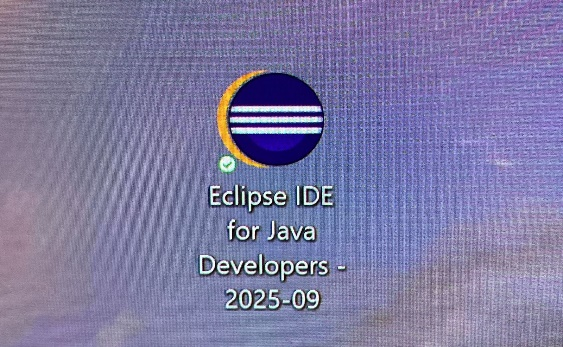 Eclipse IDE
for Java
Developers -
2025-09